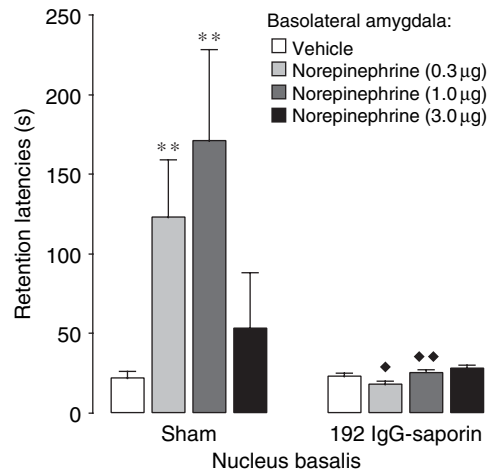 250
200
150
100
50
0
Retention latencies (s)
Basolateral amygdala:
Vehicle
Norepinephrine (0.3 µg)
Norepinephrine (1.0 µg)
Norepinephrine (3.0 µg)
**
**
◆
◆◆
Sham
192 IgG-saporin
Nucleus basalis